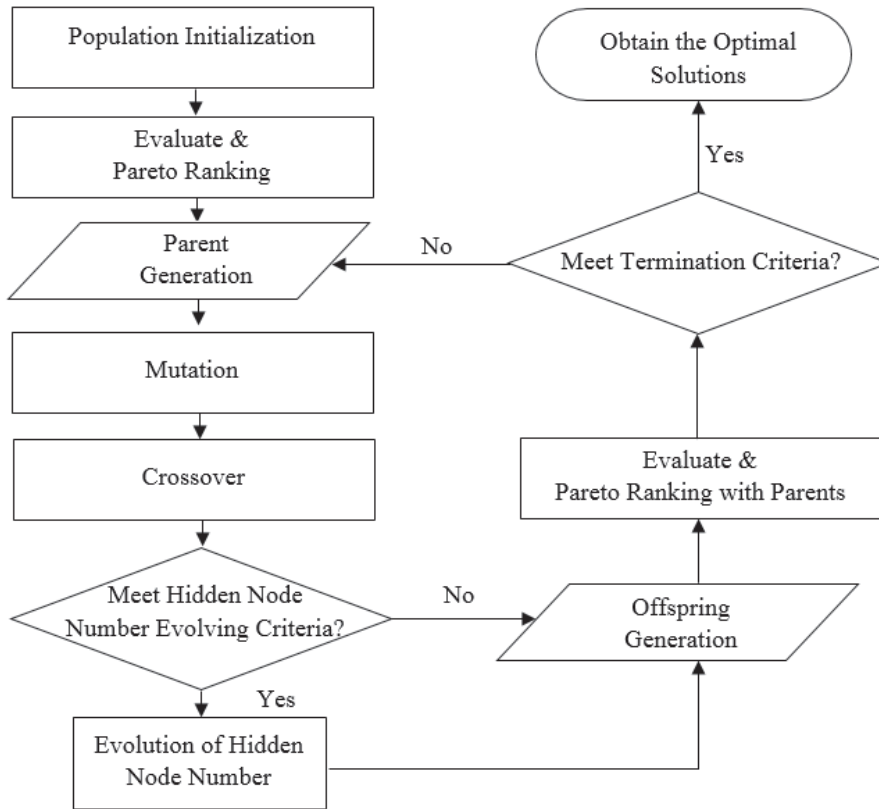 Population Initialization
Evaluate &
Pareto Ranking
Parent
Generation
Mutation
Crossover
Meet Hidden Node
Number Evolving Criteria?
Yes
No
Evolution of Hidden
Node Number
Offspring
Generation
Evaluate &
Pareto Ranking with Parents
Meet Termination Criteria?
No
Yes
Obtain the Optimal
Solutions